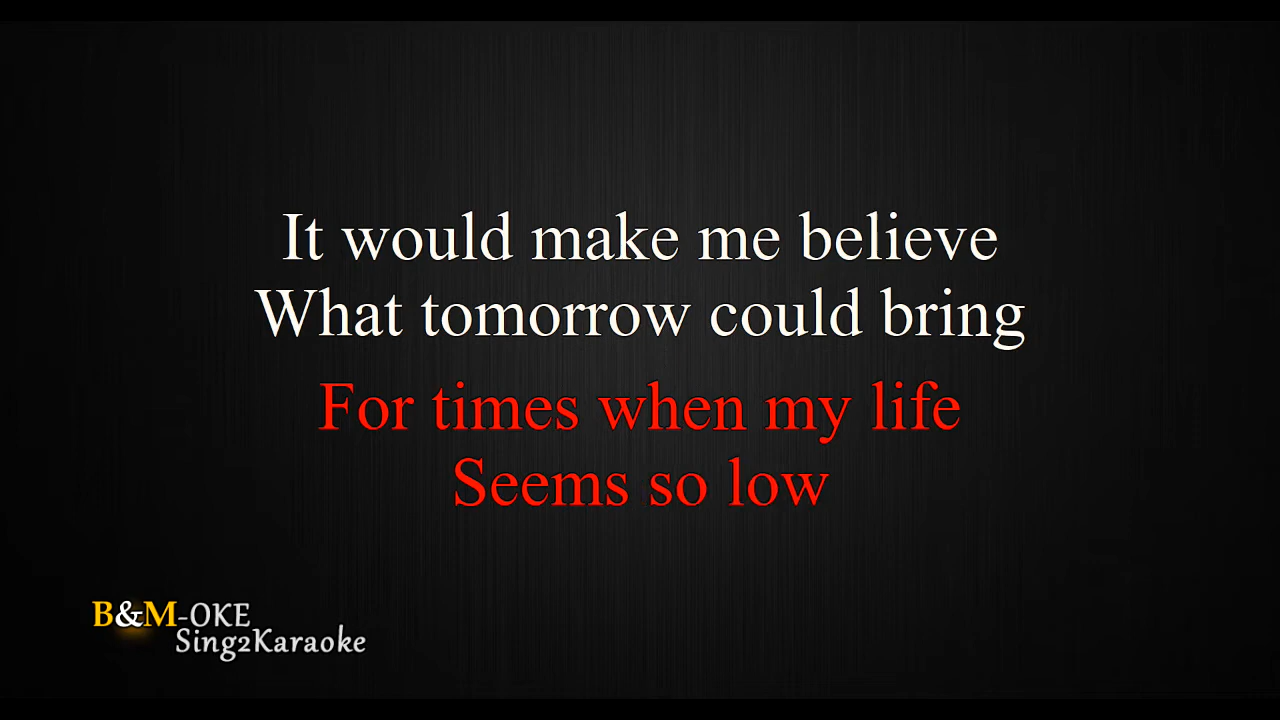 It would make me believe
What tomorrow could bring
For times when my life
Seems so low
B&M-OKE
Sing2Karaoke